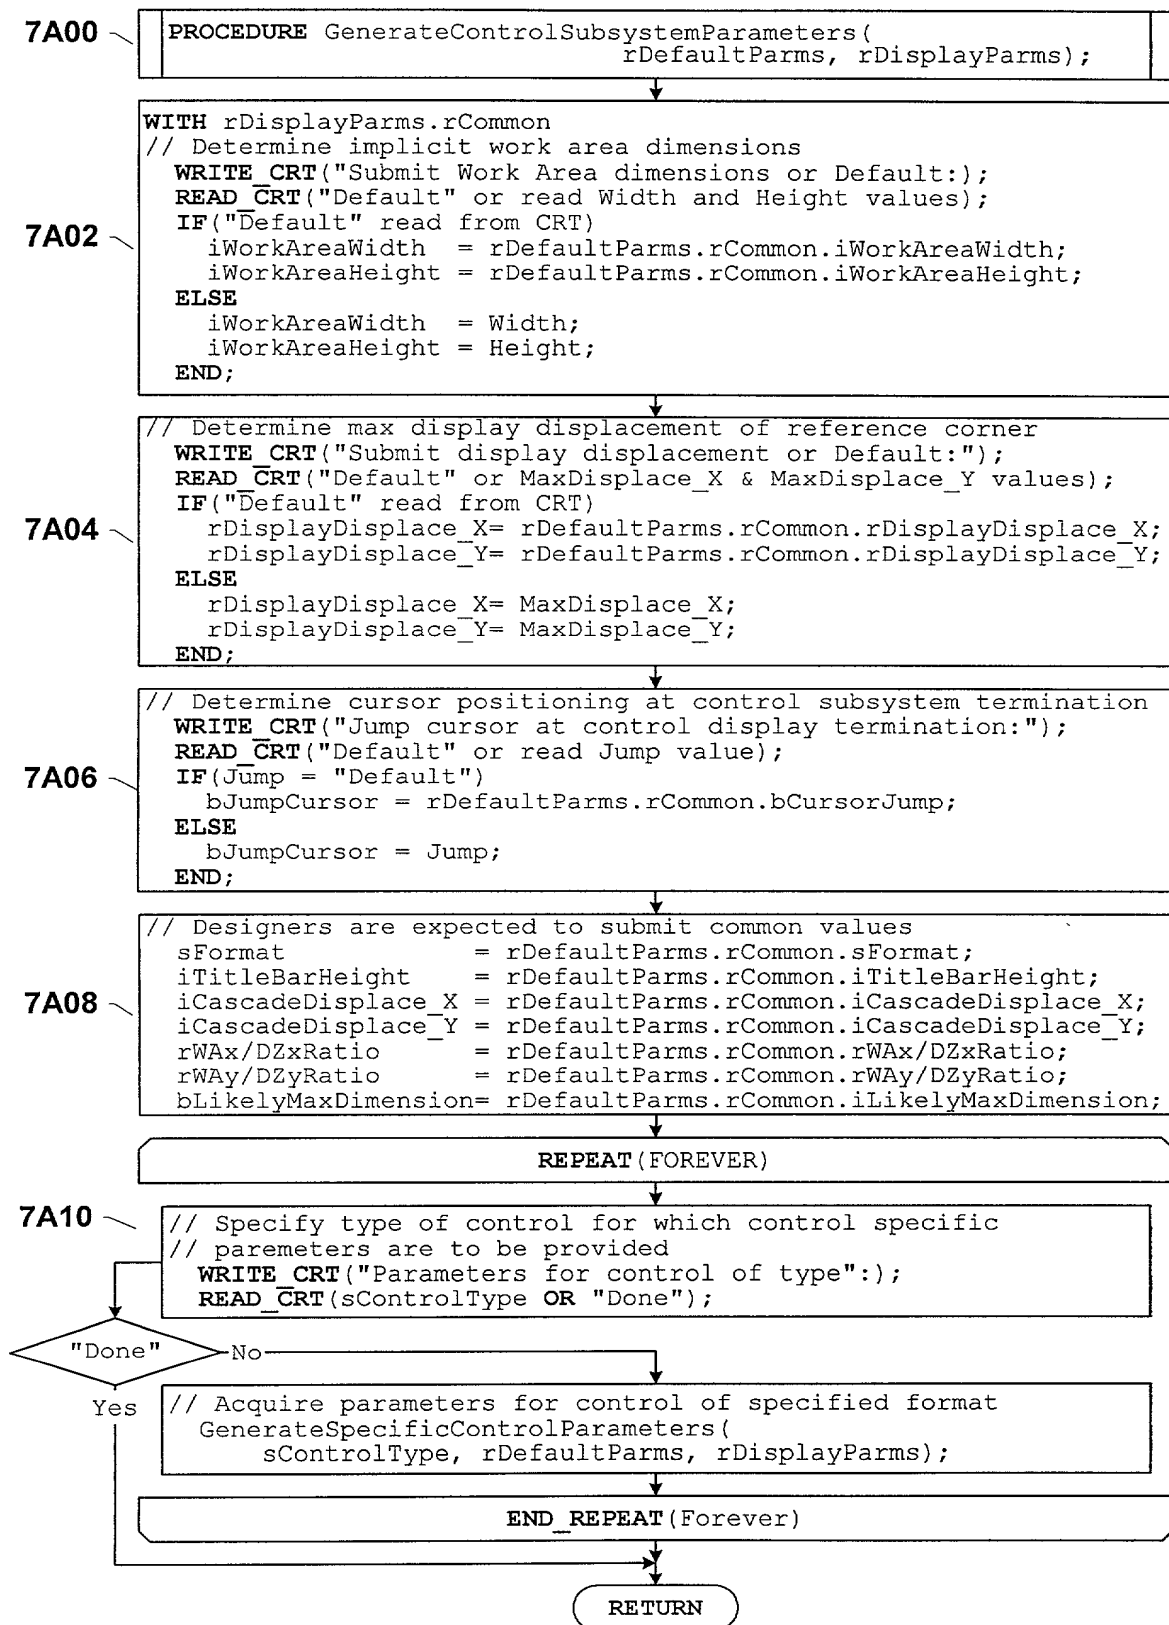 7A00
PROCEDURE GenerateControlSubsystemParameters(
rDefaultParms, rDisplayParms);
WITH rDisplayParms.rCommon
// Determine implicit work area dimensions
WRITE_CRT("Submit Work Area dimensions or Default:);
READ_CRT("Default" or read Width and Height values);
IF("Default" read from CRT)
7A02
iWorkAreaWidth = rDefaultParms.rCommon.iWorkAreaWidth;
iWorkAreaHeight = rDefaultParms.rCommon.iWorkAreaHeight;
ELSE
iWorkAreaWidth = Width;
iWorkAreaHeight = Height;
END;
// Determine max display displacement of reference corner
WRITE_CRT("Submit display displacement or Default:");
READ_CRT("Default" or MaxDisplace_X & MaxDisplace_Y values);
IF("Default" read from CRT)
7A04
rDisplayDisplace_X= rDefaultParms.rCommon.rDisplayDisplace_X;
rDisplayDisplace_Y= rDefaultParms.rCommon.rDisplayDisplace_Y;
ELSE
rDisplayDisplace_X= MaxDisplace_X;
rDisplayDisplace_Y= MaxDisplace_Y;
END;
// Determine cursor positioning at control subsystem termination
WRITE_CRT("Jump cursor at control display termination:");
READ_CRT("Default" or read Jump value);
7A06
IF(Jump = "Default")
bJumpCursor = rDefaultParms.rCommon.bCursorJump;
ELSE
bJumpCursor = Jump;
END;
// Designers are expected to submit common values
sFormat = rDefaultParms.rCommon.sFormat;
iTitleBarHeight = rDefaultParms.rCommon.iTitleBarHeight;
7A08
iCascadeDisplace_X = rDefaultParms.rCommon.iCascadeDisplace_X;
iCascadeDisplace_Y = rDefaultParms.rCommon.iCascadeDisplace_Y;
rWAx/DZxRatio = rDefaultParms.rCommon.rWAx/DZxRatio;
rWAy/DZyRatio = rDefaultParms.rCommon.rWAy/DZyRatio;
bLikelyMaxDimension= rDefaultParms.rCommon.iLikelyMaxDimension;
REPEAT(FOREVER)
7A10
// Specify type of control for which control specific
// paremeters are to be provided
WRITE_CRT("Parameters for control of type":);
READ_CRT(sControlType OR "Done");
"Done"
No
Yes
// Acquire parameters for control of specified format
GenerateSpecificControlParameters(
sControlType, rDefaultParms, rDisplayParms);
END_REPEAT(Forever)
RETURN